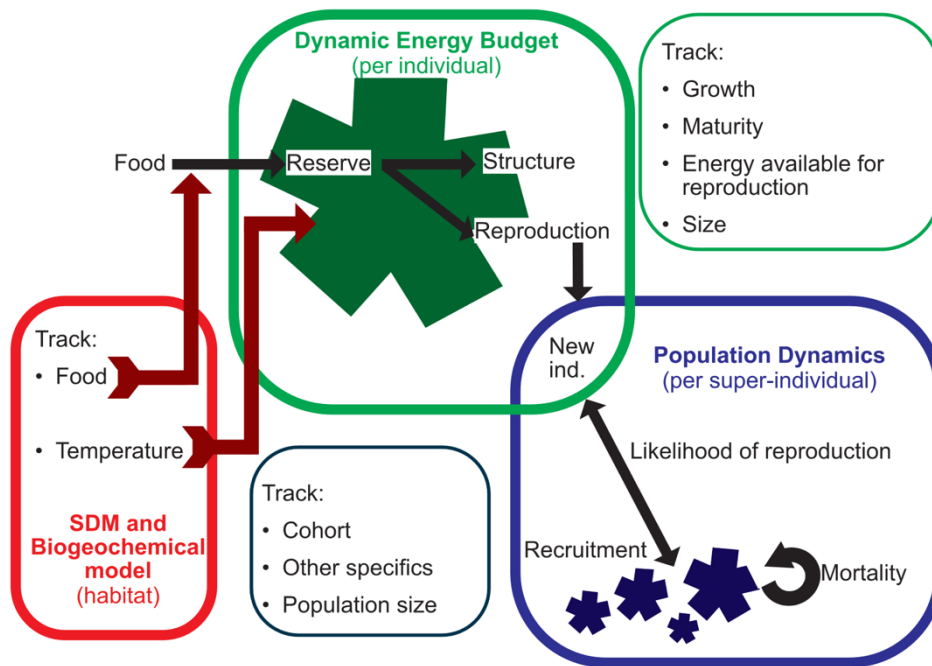 Dynamic Energy Budget
(per individual)
Food
Reserve
Structure
Reproduction
Track:
• Growth
• Maturity
• Energy available for
reproduction
• Size
Track:
• Food
• Temperature
SDM and
Biogeochemical
model
(habitat)
Track:
• Cohort
• Other specifics
• Population size
New
ind.
Population Dynamics
(per super-individual)
Likelihood of reproduction
Recruitment
Mortality